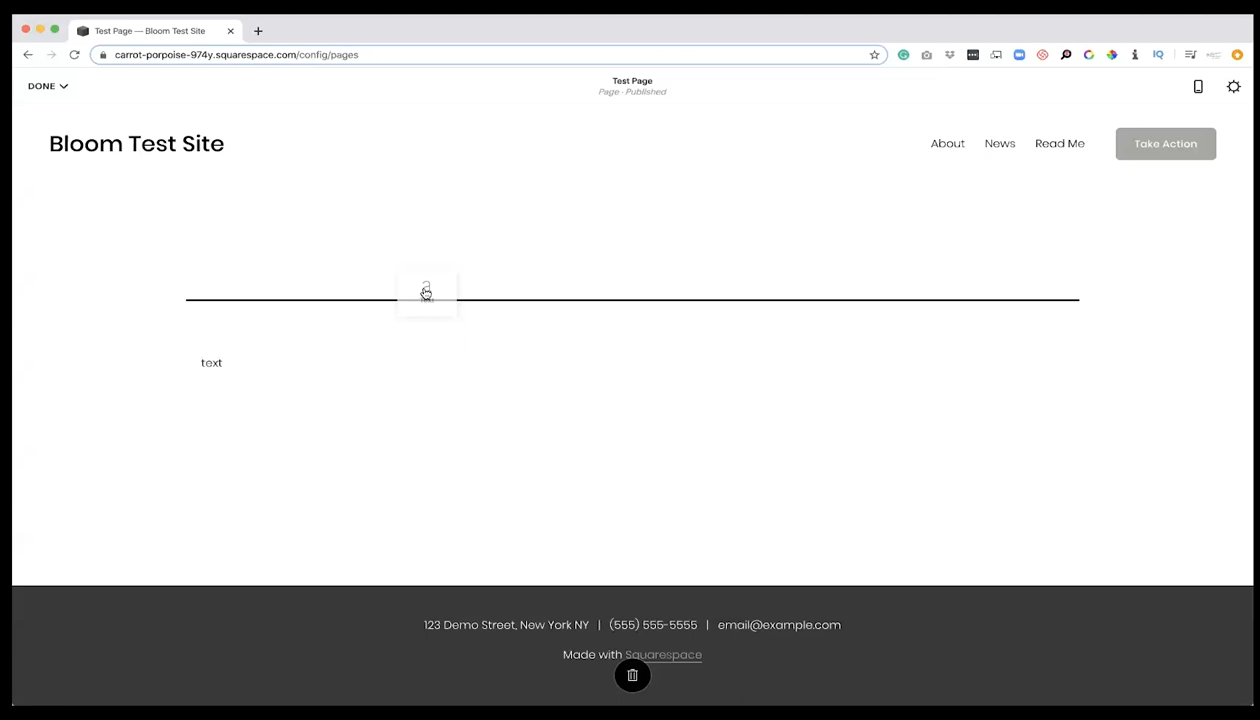 Test Page — Bloom Test Site
carrot-porpoise-974y.squarespace.com/config/pages
IQ
DONE
Test Page
Page · Published
Bloom Test Site
About News Read Me Take Action
a
text
123 Demo Street, New York NY | (555) 555-5555 | email@example.com
Made with Squarespace